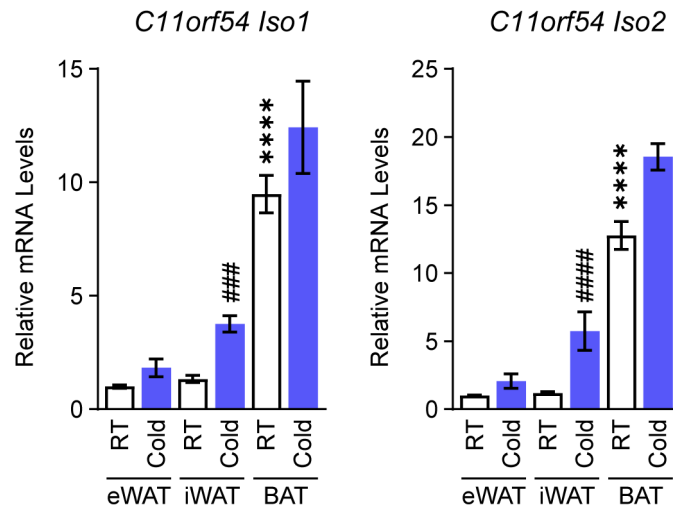 C11orf54 Iso1
Relative mRNA Levels
15
10
5
0
###
****
RT
Cold
RT
Cold
RT
Cold
eWAT
iWAT
BAT
C11orf54 Iso2
Relative mRNA Levels
25
20
15
10
5
0
####
****
RT
Cold
RT
Cold
RT
Cold
eWAT
iWAT
BAT